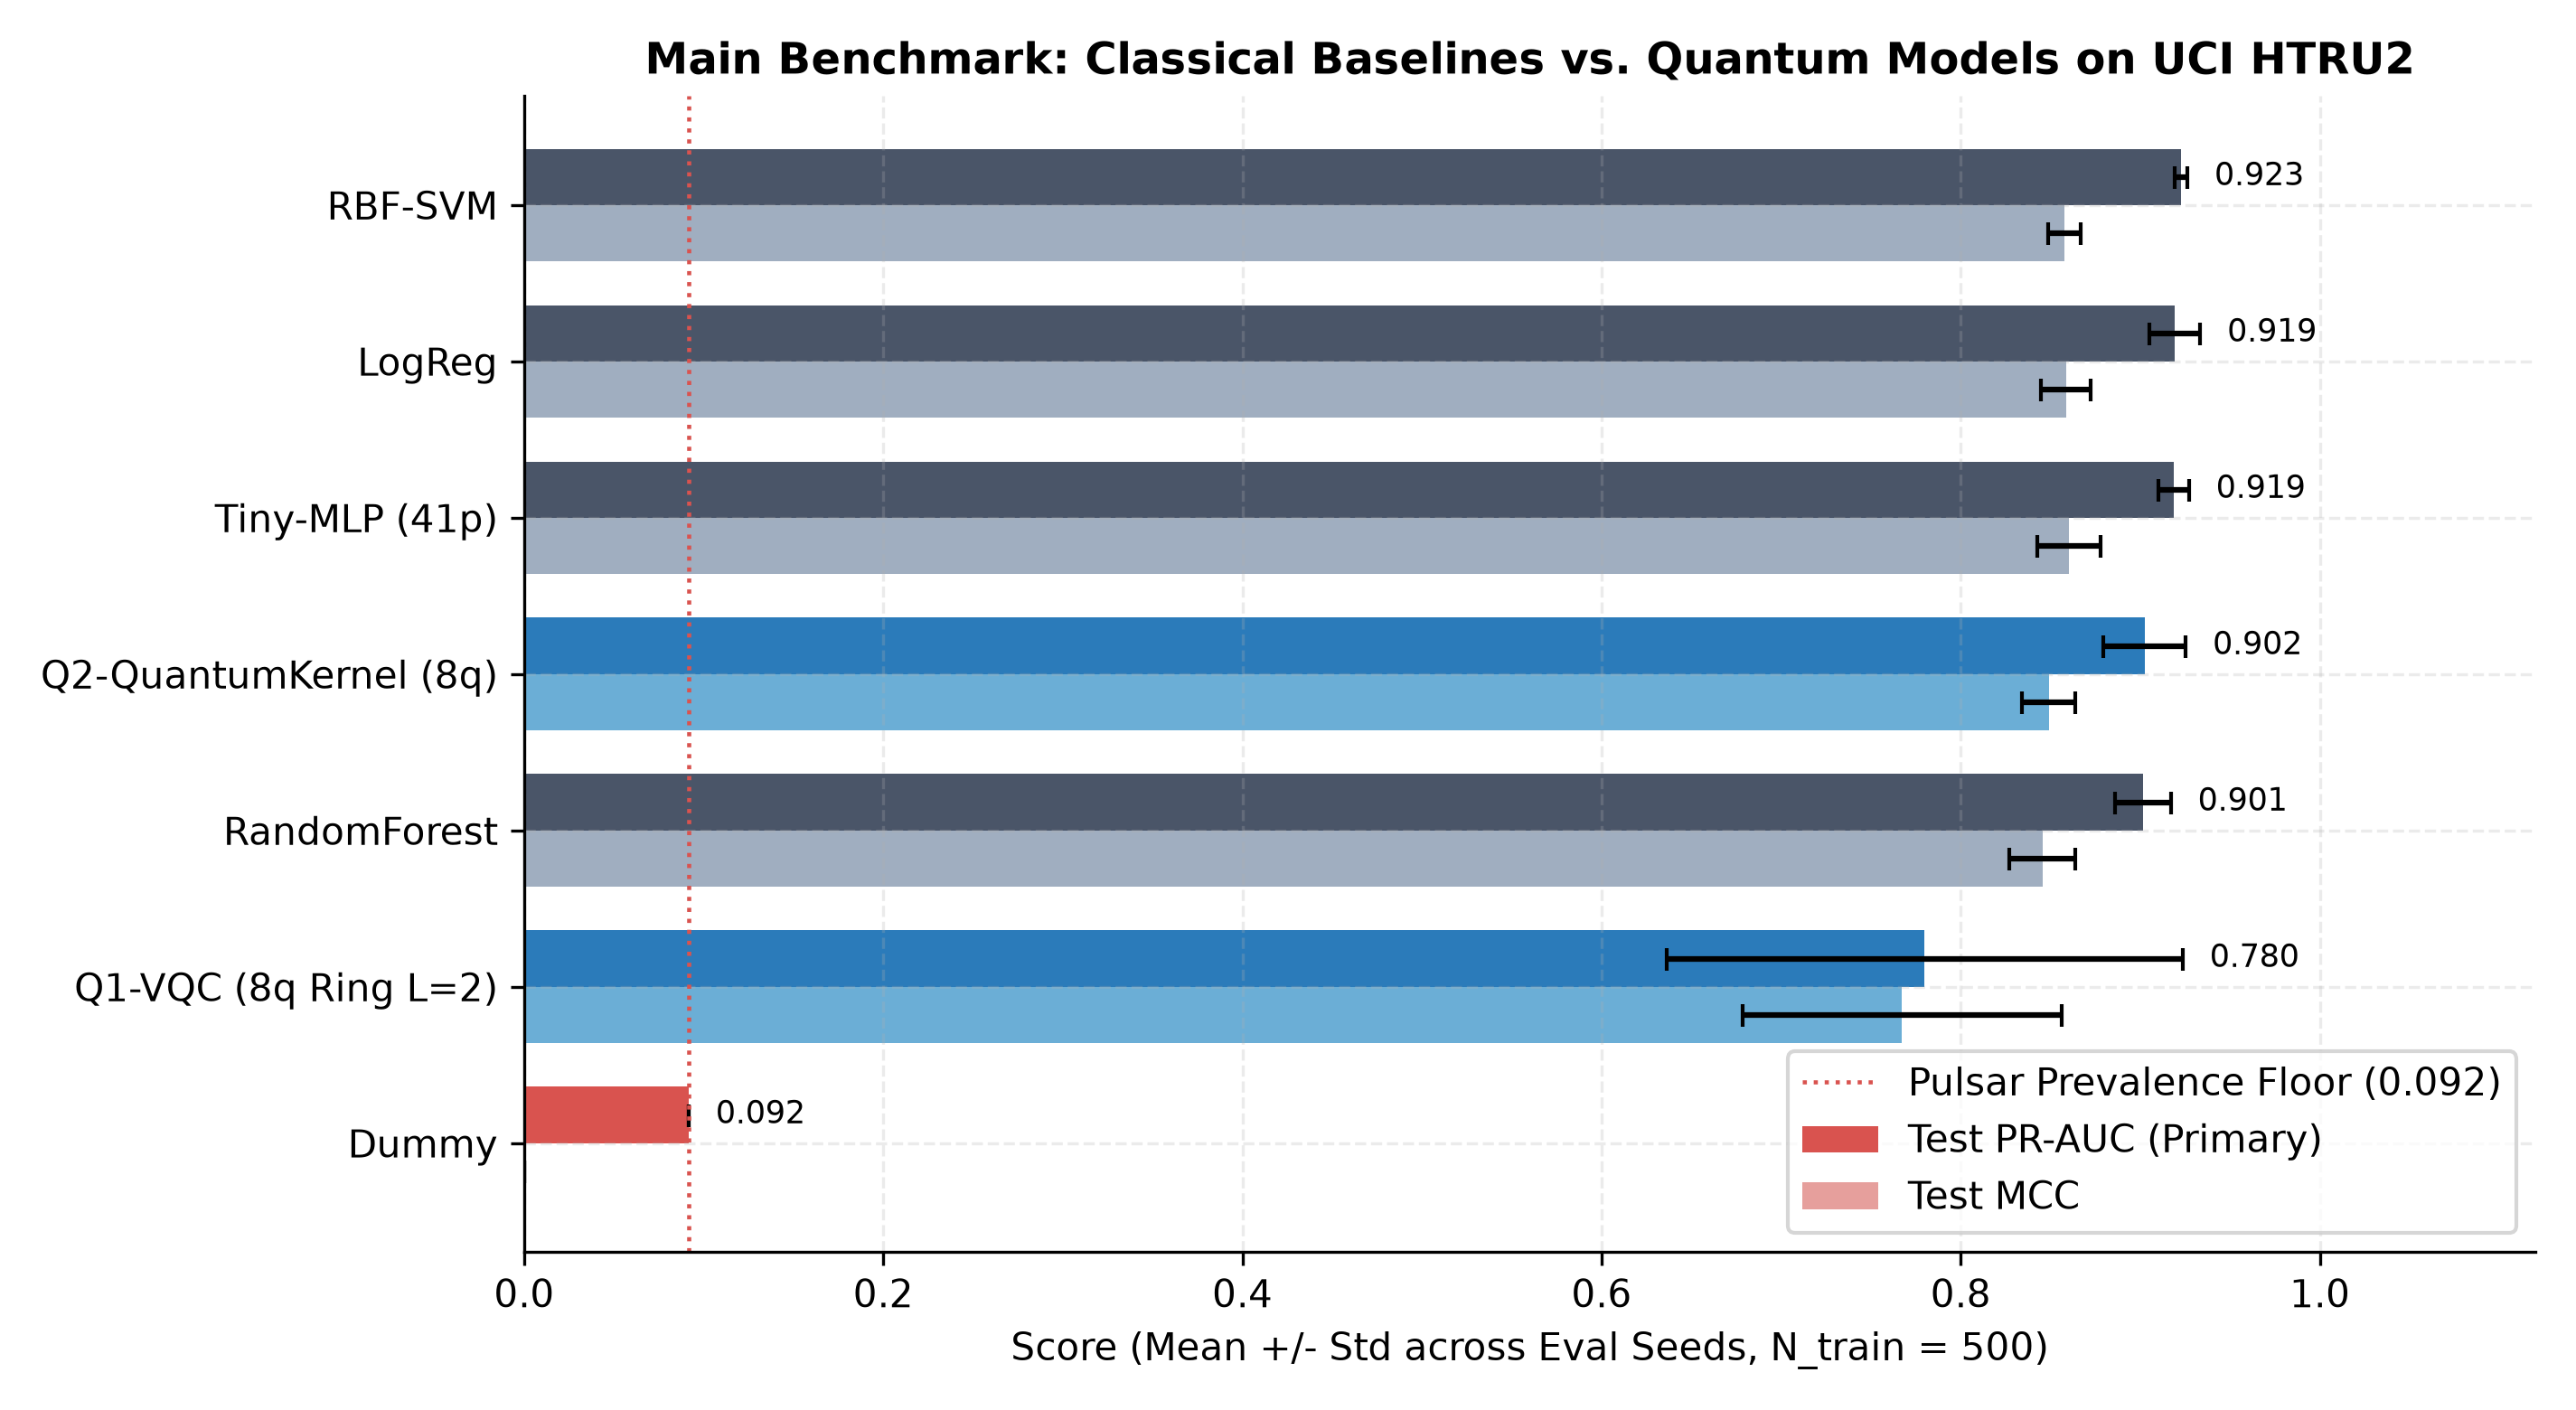 Main Benchmark: Classical Baselines vs. Quantum Models on UCI HTRU2
RBF-SVM
0.923
LogReg
0.919
Tiny-MLP (41p)
0.919
Q2-QuantumKernel (8q)
0.902
RandomForest
0.901
Q1-VQC (8q Ring L=2)
0.780
Dummy
0.092
Pulsar Prevalence Floor (0.092)
Test PR-AUC (Primary)
Test MCC
0.0 0.2 0.4 0.6 0.8 1.0
Score (Mean +/- Std across Eval Seeds, N_train = 500)